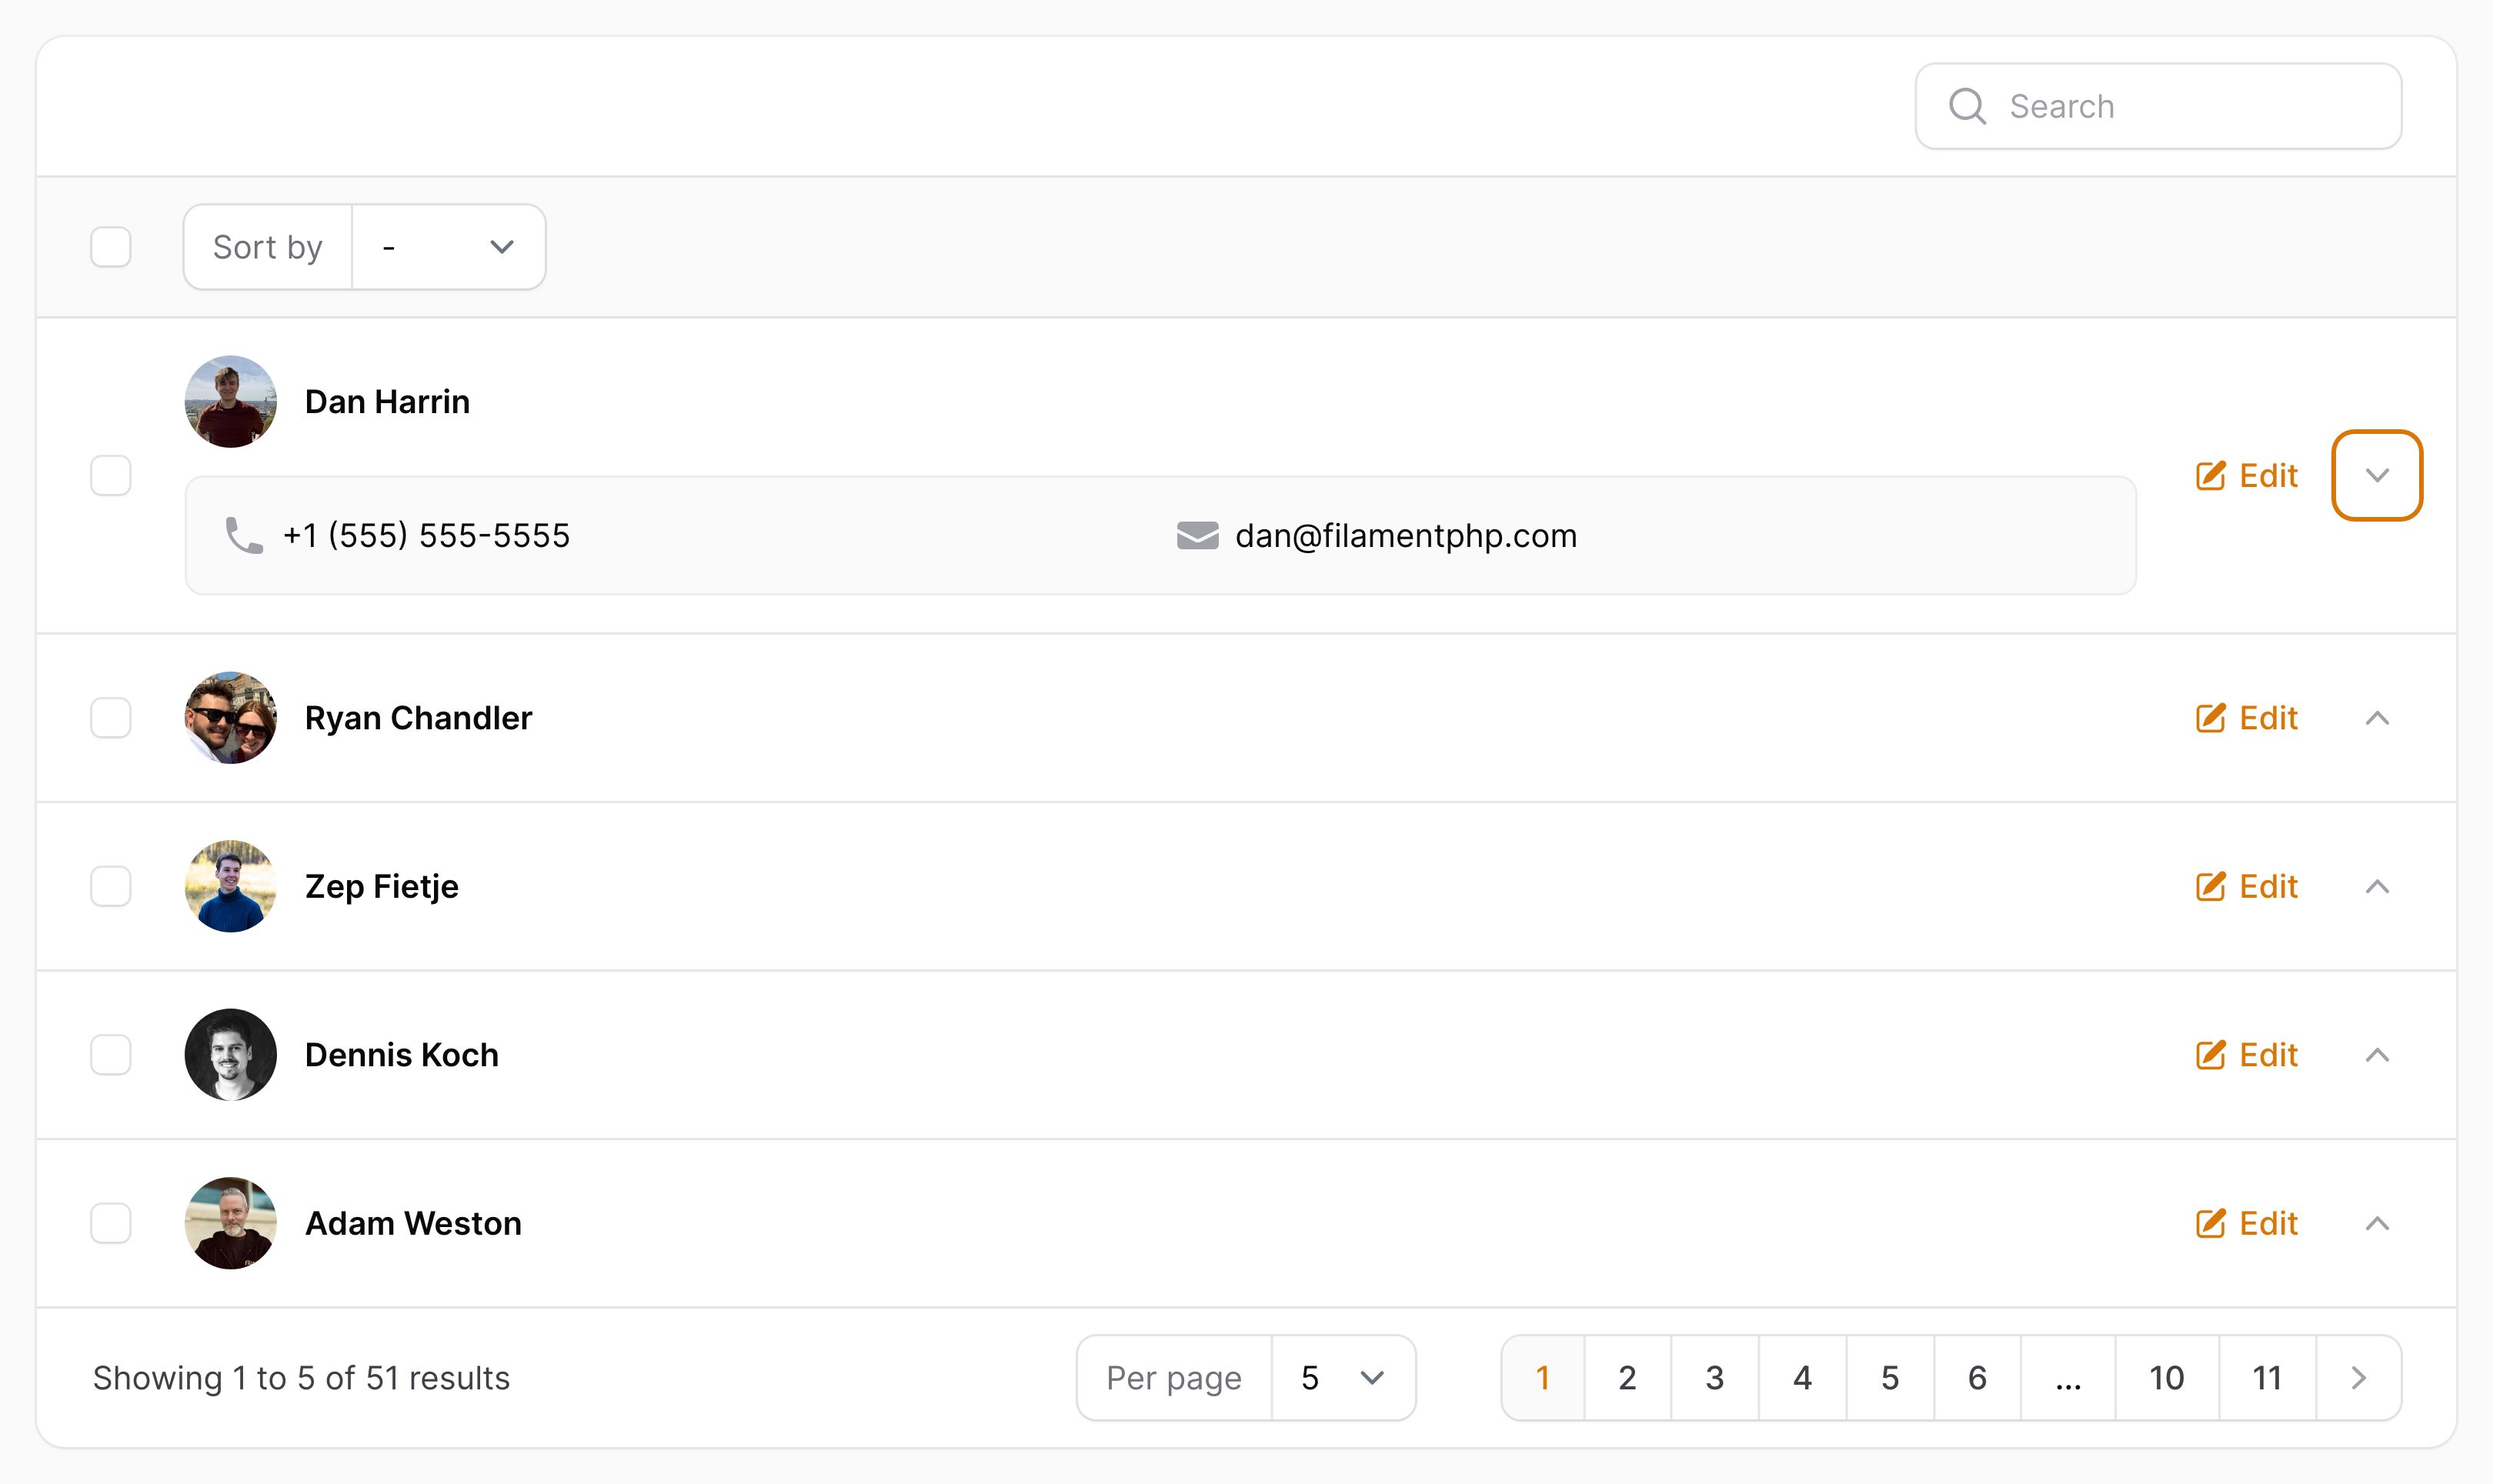 Search
Sort by -
Dan Harrin
Edit
+1 (555) 555-5555 dan@filamentphp.com
Ryan Chandler Edit
Zep Fietje Edit
Dennis Koch Edit
Adam Weston Edit
Showing 1 to 5 of 51 results Per page 5 1 2 3 4 5 6 ... 10 11